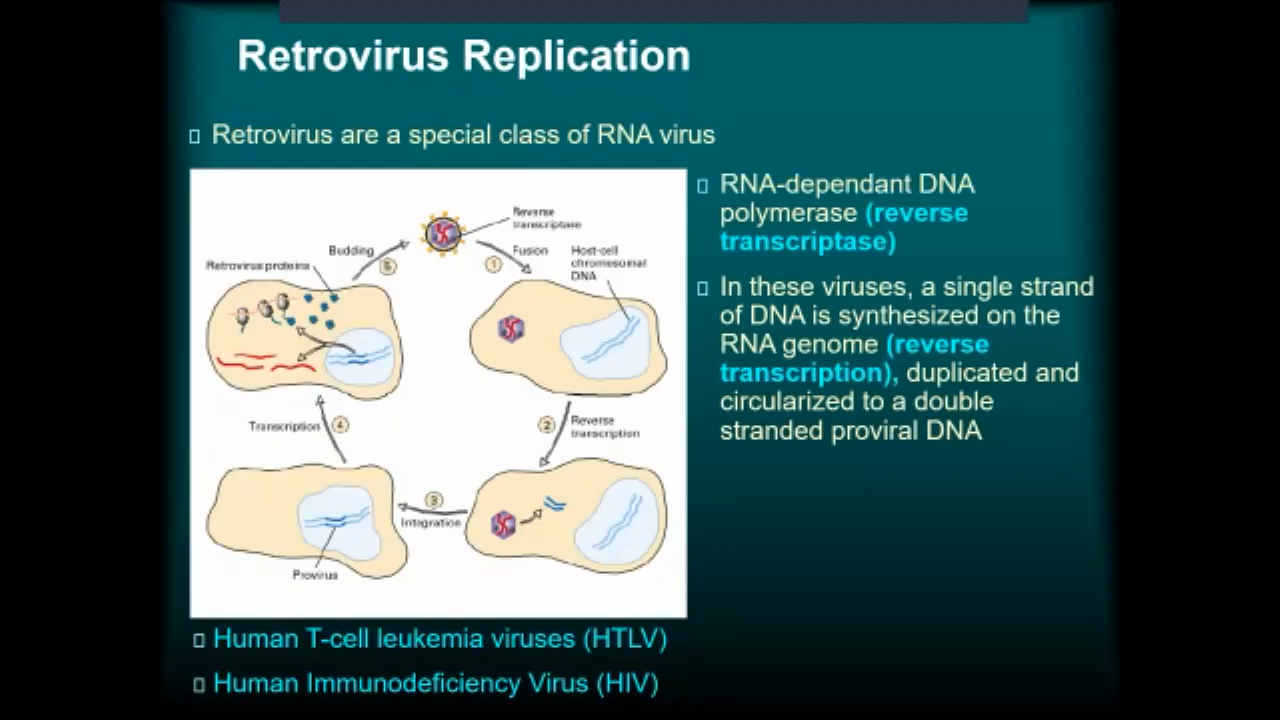 Retrovirus Replication
Retrovirus are a special class of RNA virus
Reverse
transcriptase
Budding
Fusion
Host-cell
chromosomal
DNA
Retrovirus proteins
5
1
Transcription
4
2
Reverse
transcription
3
Integration
Provirus
RNA-dependant DNA
polymerase (reverse
transcriptase)
In these viruses, a single strand
of DNA is synthesized on the
RNA genome (reverse
transcription), duplicated and
circularized to a double
stranded proviral DNA
Human T-cell leukemia viruses (HTLV)
Human Immunodeficiency Virus (HIV)